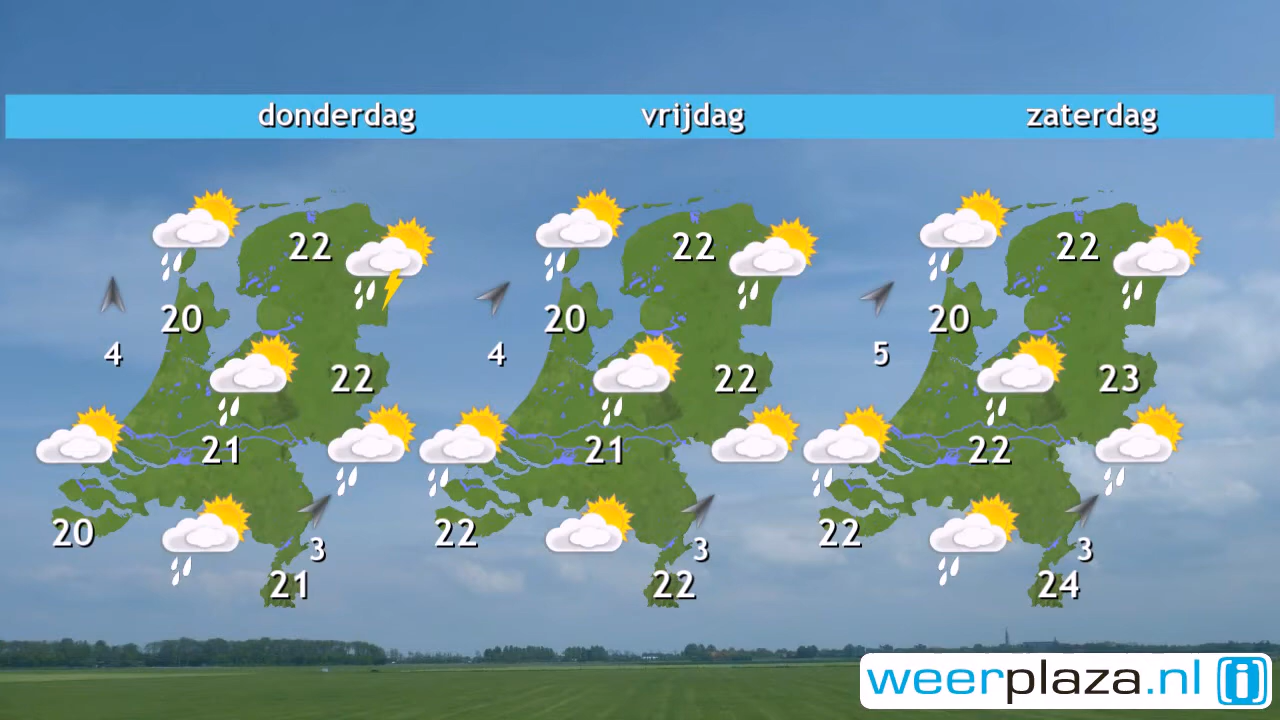 donderdag vrijdag zaterdag
22 22 22
20 20 20
4 4 5
22 22 23
21 21 22
20 22 22
3 3 3
21 22 24
weerplaza.nl i